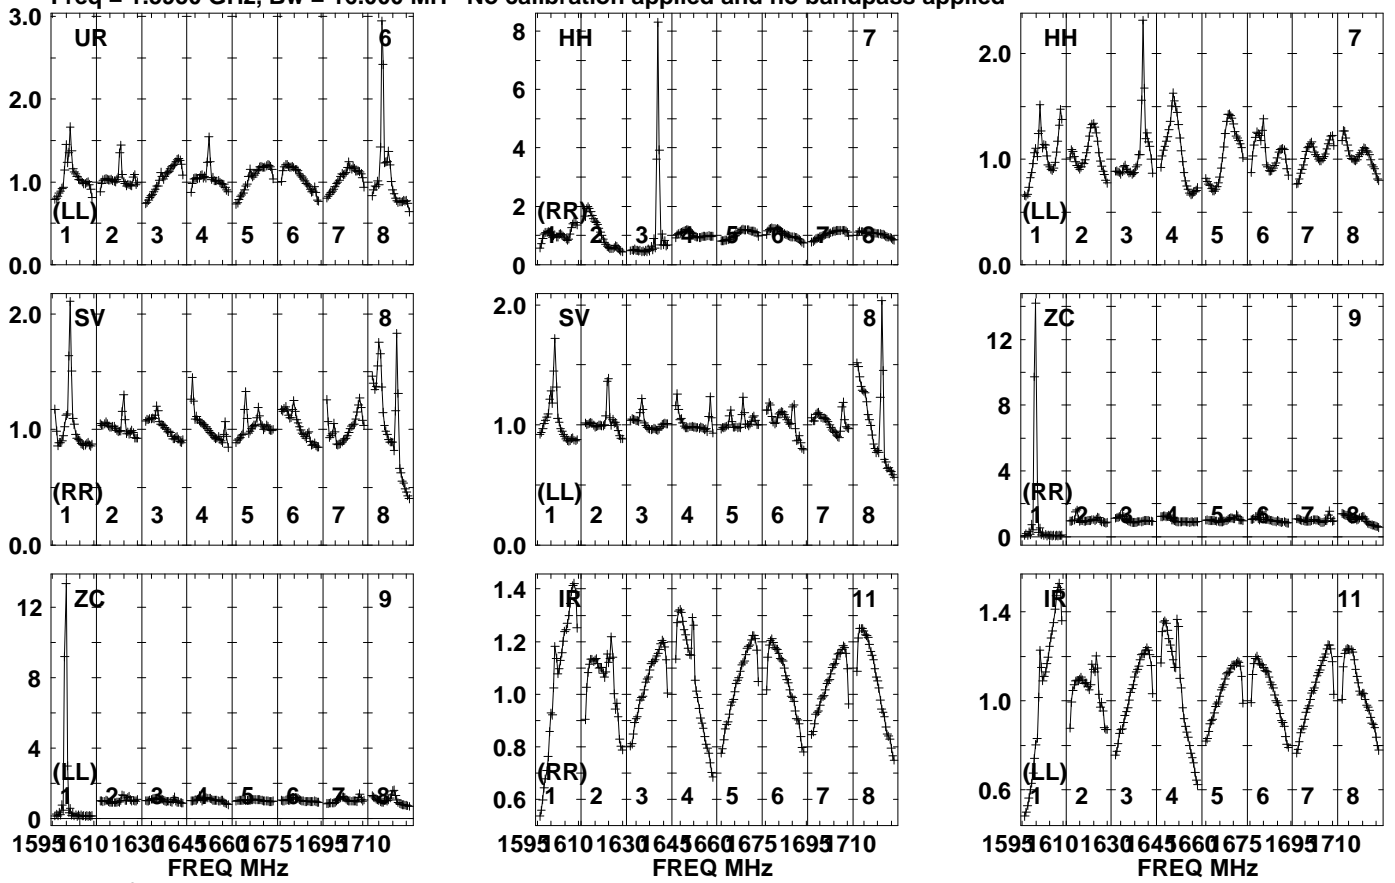 Freq = 1.5950 GHz, Bw = 16.000 MH No calibration applied and no bandpass applied
3.0 UR 6
2.0
1.0
(LL)
1 2 3 4 5 6 7 8
0.0
8 HH 7
6
4
2
(RR)
1 2 3 4 5 6 7 8
0
HH 7
2.0
1.0
(LL)
1 2 3 4 5 6 7 8
0.0
2.0 SV 8
1.0
(RR)
1 2 3 4 5 6 7 8
0.0
2.0 SV 8
1.0
(LL)
1 2 3 4 5 6 7 8
0.0
ZC 9
12
8
4
(RR)
1 2 3 4 5 6 7 8
0
12 ZC 9
8
4
(LL)
1 2 3 4 5 6 7 8
0
1.4 IR 11
1.2
1.0
0.8
(RR)
0.6 1 2 3 4 5 6 7 8
IR 11
1.4
1.0
(LL)
0.6 1 2 3 4 5 6 7 8
1595 1610 1630 1645 1660 1675 1695 1710
FREQ MHz
1595 1610 1630 1645 1660 1675 1695 1710
FREQ MHz
1595 1610 1630 1645 1660 1675 1695 1710
FREQ MHz